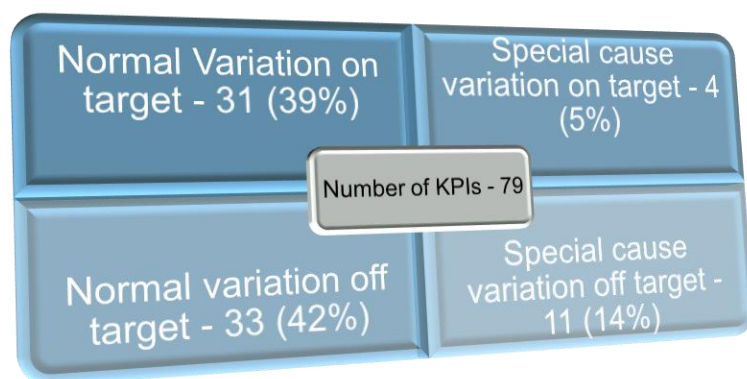 Normal Variation on
target - 31 (39%)
Special cause
variation on target - 4
(5%)
Number of KPIs - 79
Normal variation off
target - 33 (42%)
Special cause
variation off target -
11 (14%)